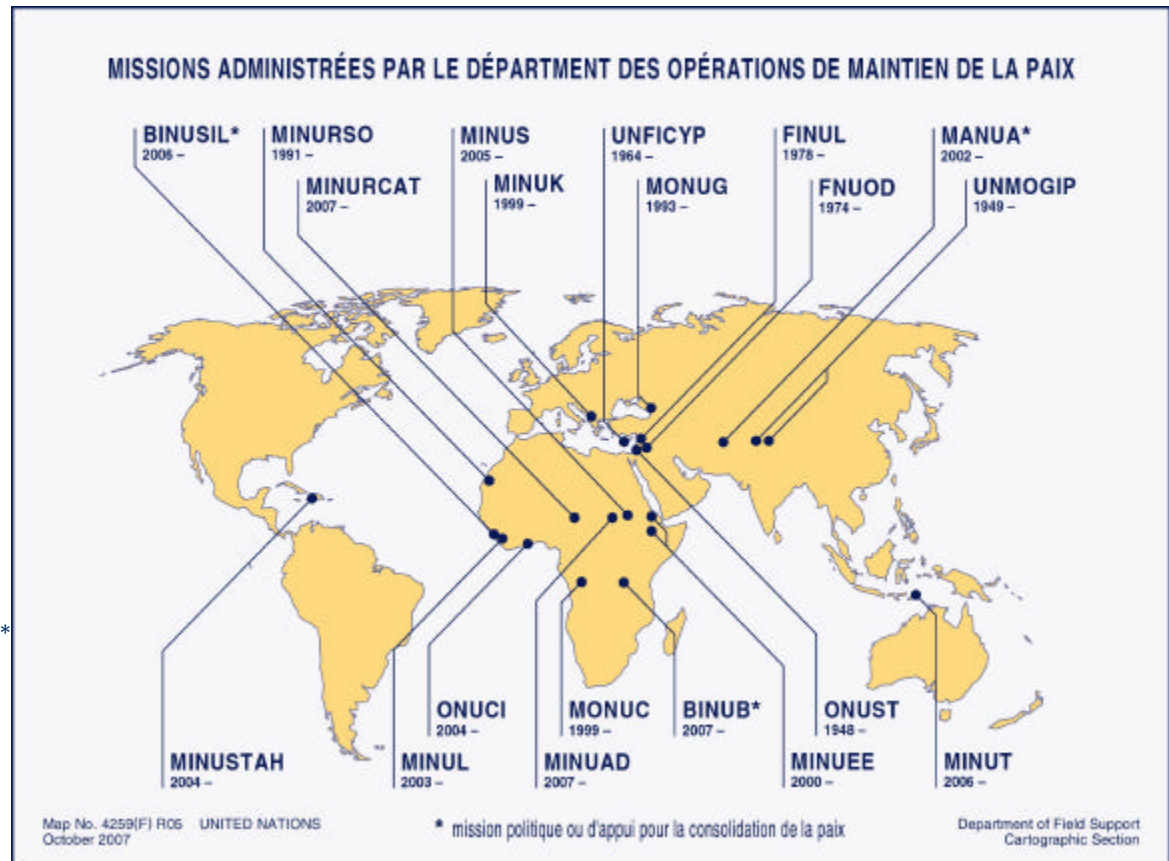 MISSIONS ADMINISTRÉES PAR LE DÉPARTMENT DES OPÉRATIONS DE MAINTIEN DE LA PAIX
BINUSIL*
2006 –
MINURSO
1991 –
MINUS
2005 –
UNFICYP
1964 –
FINUL
1978 –
MANUA*
2002 –
MINURCAT
2007 –
MINUK
1999 –
MONUG
1993 –
FNUOD
1974 –
UNMOGIP
1949 –
*
ONUCI
2004 –
MONUC
1999 –
BINUB*
2007 –
ONUST
1948 –
MINUSTAH
2004 –
MINUL
2003 –
MINUAD
2007 –
MINUEE
2000 –
MINUT
2006 –
Map No. 4259(F) R05 UNITED NATIONS
October 2007
* mission politique ou d'appui pour la consolidation de la paix
Department of Field Support
Cartographic Section